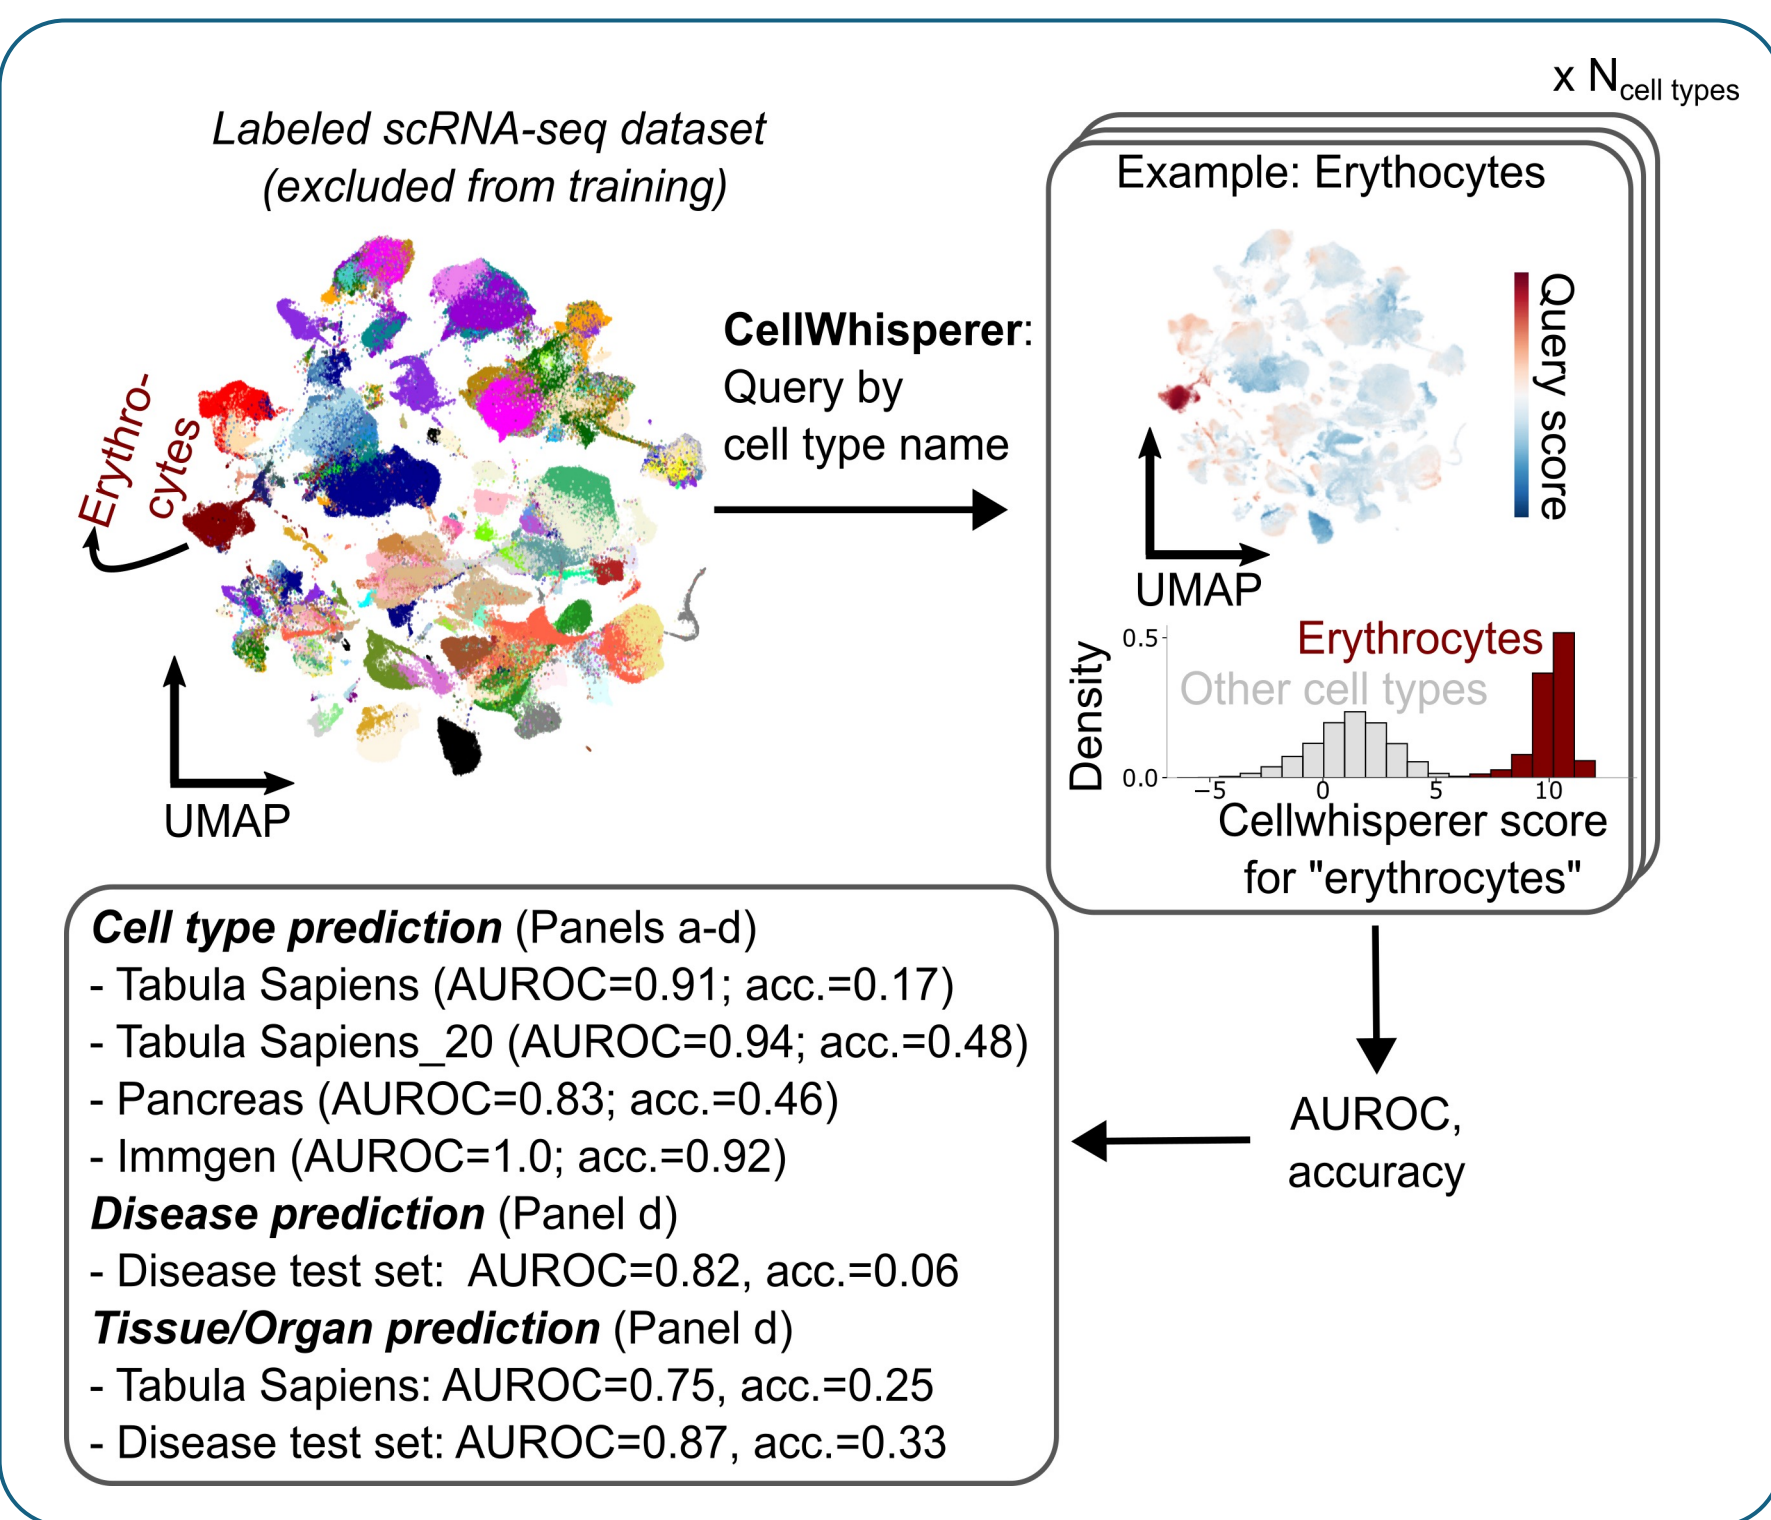 x Ncell types
Labeled scRNA-seq dataset
(excluded from training)
Erythro-
cytes
UMAP
CellWhisperer:
Query by
cell type name
Example: Erythocytes
Query score
UMAP
Erythrocytes
Other cell types
Density
0.5
0.0
−5 0 5 10
Cellwhisperer score
for "erythrocytes"
AUROC,
accuracy
Cell type prediction (Panels a-d)
- Tabula Sapiens (AUROC=0.91; acc.=0.17)
- Tabula Sapiens_20 (AUROC=0.94; acc.=0.48)
- Pancreas (AUROC=0.83; acc.=0.46)
- Immgen (AUROC=1.0; acc.=0.92)
Disease prediction (Panel d)
- Disease test set:  AUROC=0.82, acc.=0.06
Tissue/Organ prediction (Panel d)
- Tabula Sapiens: AUROC=0.75, acc.=0.25
- Disease test set: AUROC=0.87, acc.=0.33